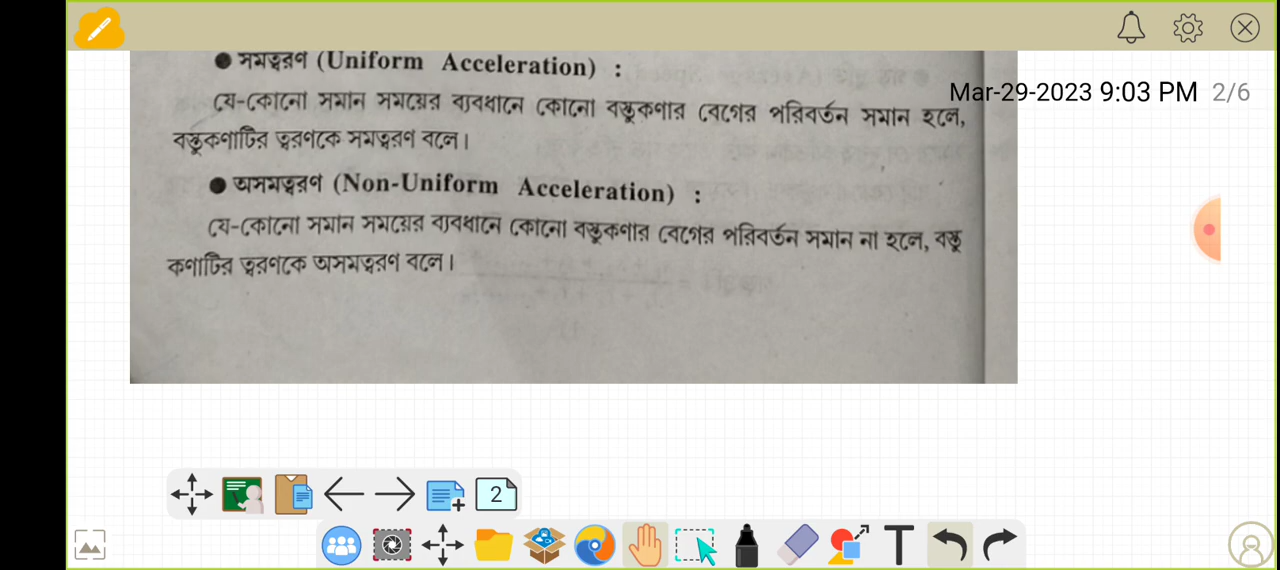 ● সমত্বরণ (Uniform Acceleration) :
Mar-29-2023 9:03 PM 2/6
যে-কোনো সমান সময়ের ব্যবধানে কোনো বস্তুকণার বেগের পরিবর্তন সমান হলে,
বস্তুকণাটির ত্বরণকে সমত্বরণ বলে।
● অসমত্বরণ (Non-Uniform Acceleration) :
যে-কোনো সমান সময়ের ব্যবধানে কোনো বস্তুকণার বেগের পরিবর্তন সমান না হলে, বস্তু
কণাটির ত্বরণকে অসমত্বরণ বলে।
2
T